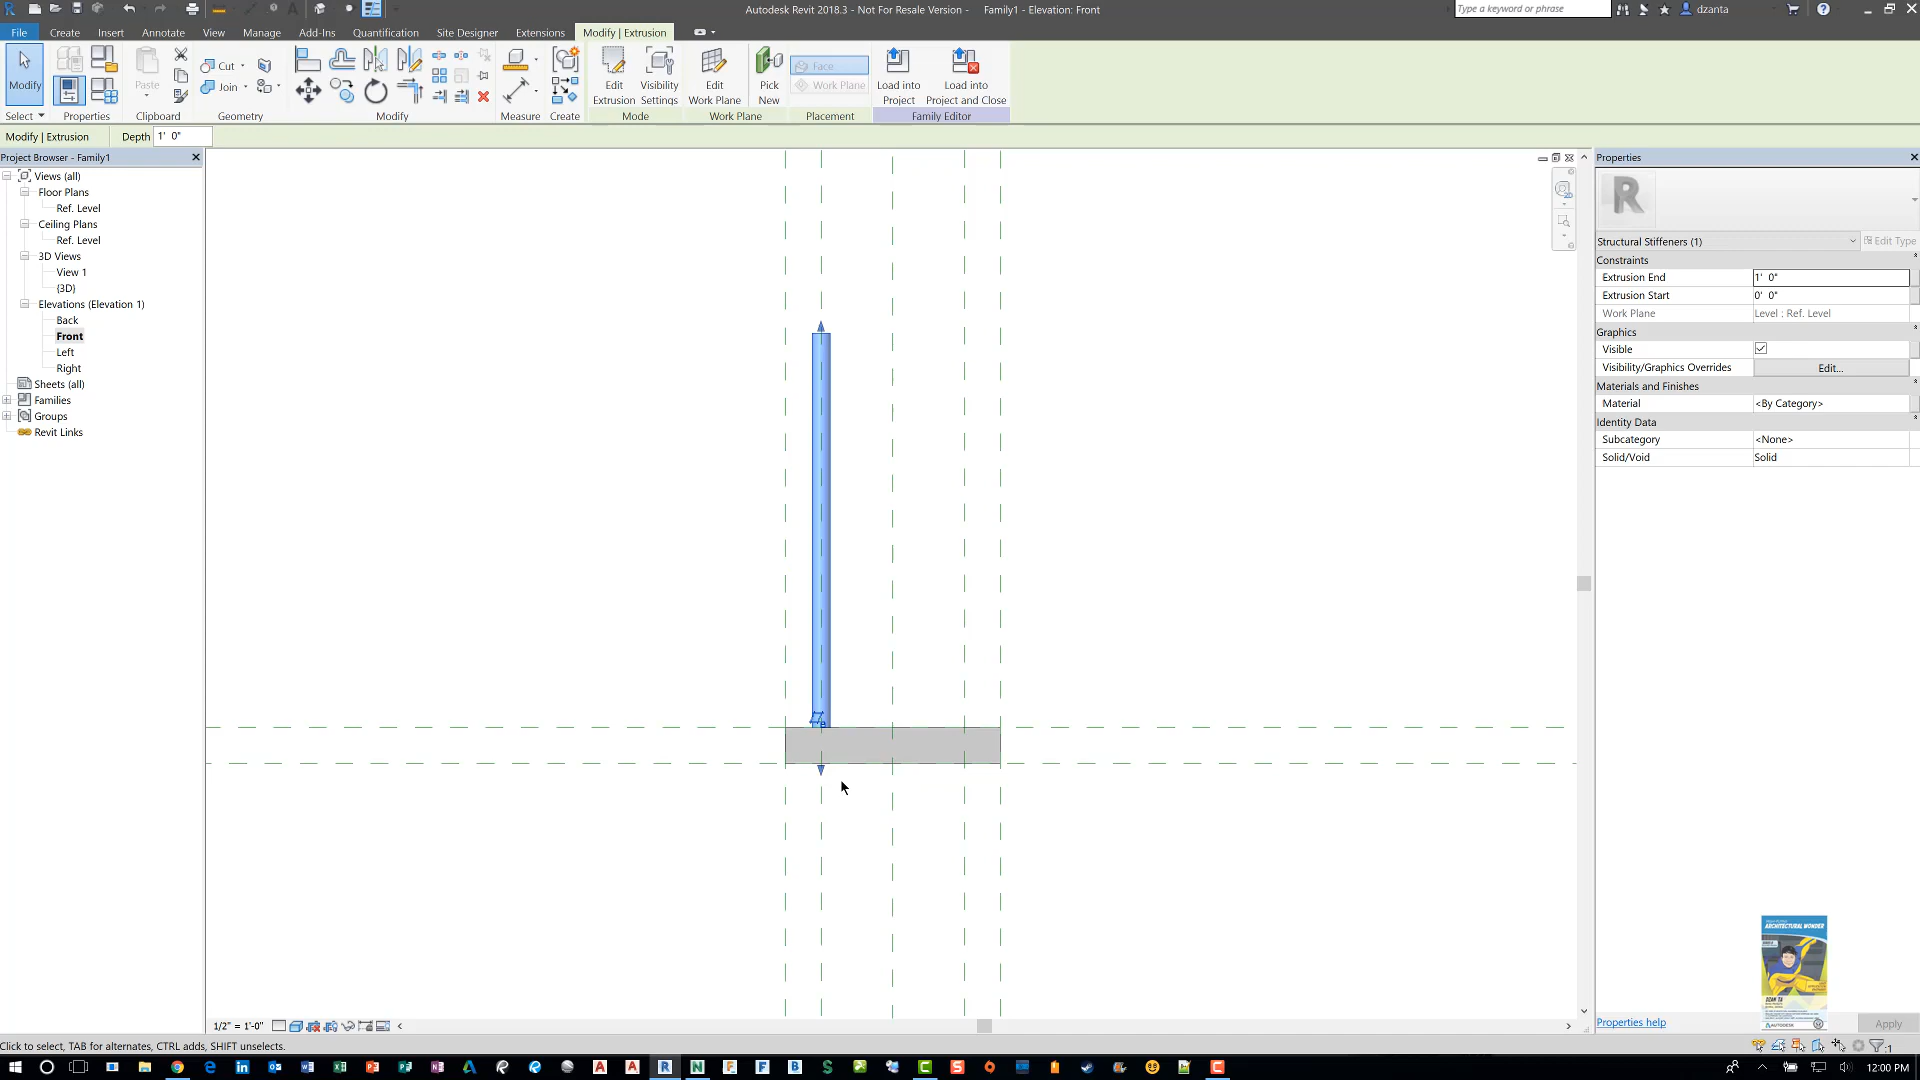 Autodesk Revit 2018.3 - Not For Resale Version - Family1 - Elevation: Front
Type a keyword or phrase
dzanta
File Create Insert Annotate View Manage Add-Ins Quantification Site Designer Extensions Modify | Extrusion
Modify
Paste
Cut
Join
Edit Extrusion
Visibility Settings
Edit Work Plane
Pick New
Face
Work Plane
Load into Project
Load into Project and Close
Select Properties Clipboard Geometry Modify Measure Create Mode Work Plane Placement Family Editor
Modify | Extrusion Depth 1' 0"
Project Browser - Family1
Views (all)
Floor Plans
Ref. Level
Ceiling Plans
Ref. Level
3D Views
View 1
{3D}
Elevations (Elevation 1)
Back
Front
Left
Right
Sheets (all)
Families
Groups
Revit Links
Properties
Structural Stiffeners (1) Edit Type
Constraints
Extrusion End 1' 0"
Extrusion Start 0' 0"
Work Plane Level : Ref. Level
Graphics
Visible
Visibility/Graphics Overrides Edit...
Materials and Finishes
Material <By Category>
Identity Data
Subcategory <None>
Solid/Void Solid
ARCHITECTURAL WONDER
AUTODESK
Properties help Apply
1/2" = 1'-0"
Click to select, TAB for alternates, CTRL adds, SHIFT unselects.
:1
12:00 PM